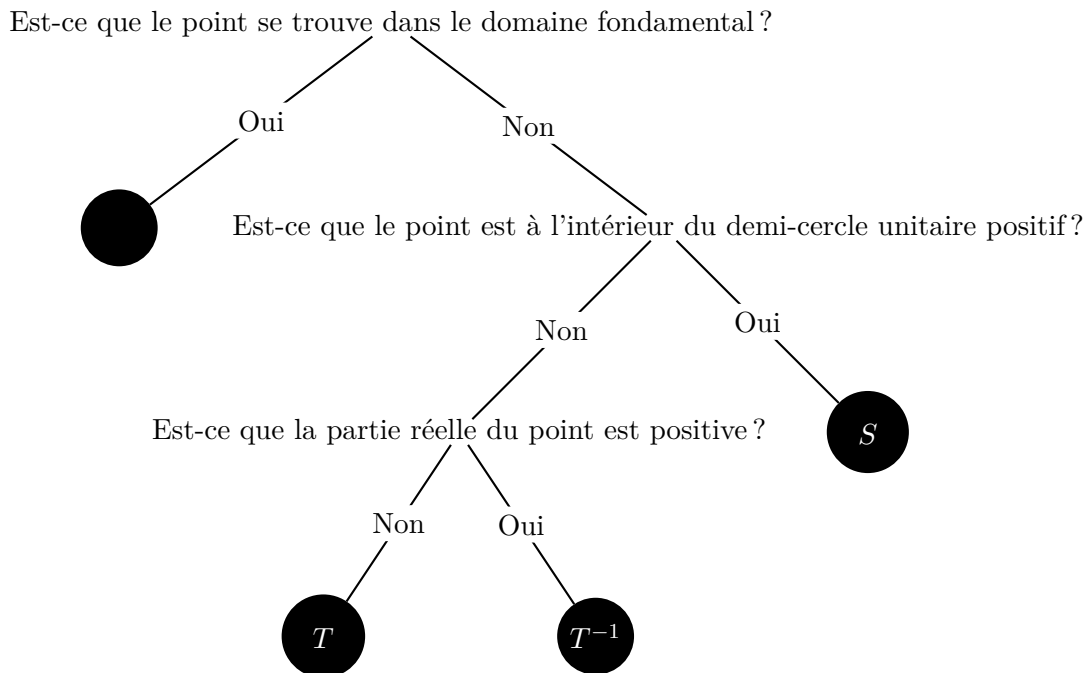 Est-ce que le point se trouve dans le domaine fondamental ?
Oui
Non
Est-ce que le point est à l'intérieur du demi-cercle unitaire positif ?
Non
Oui
Est-ce que la partie réelle du point est positive ?
S
Non
Oui
T
T⁻¹